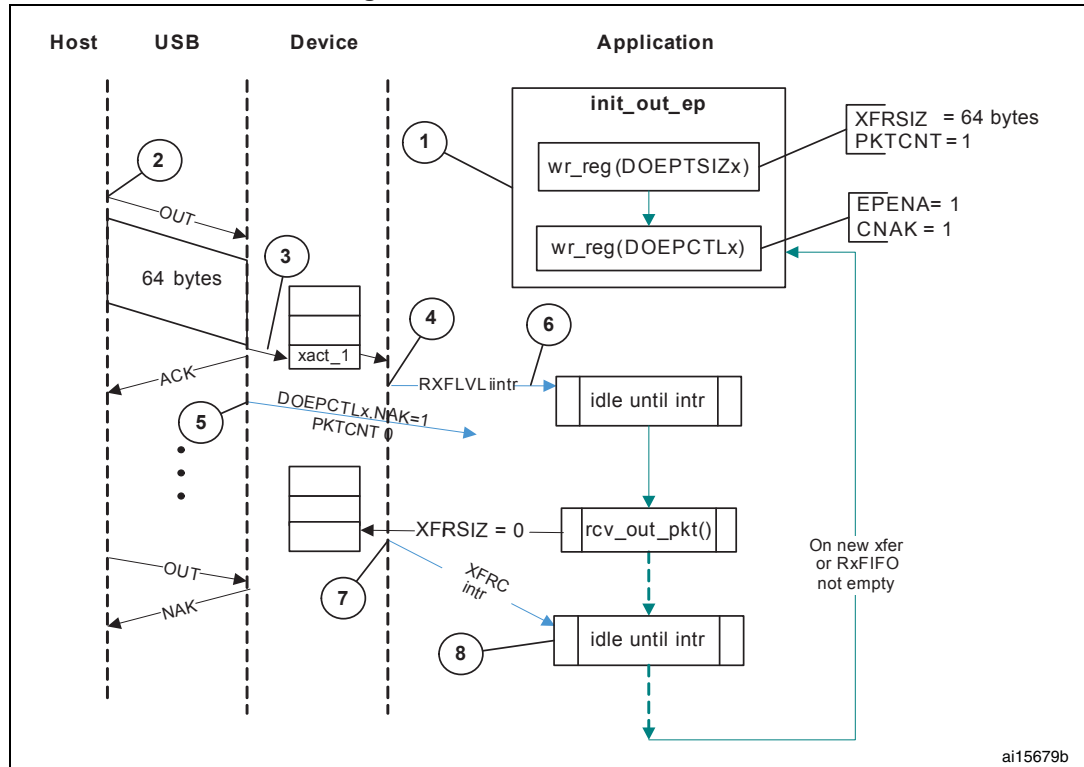 Host USB Device Application
init_out_ep
XFRSIZ = 64 bytes
PKTCNT = 1
1
wr_reg(DOEPTSIZx)
2
EPENA= 1
CNAK = 1
OUT
wr_reg(DOEPCTLx)
3
64 bytes
4
6
xact_1
ACK
RXFLVLiintr
idle until intr
DOEPCTLx.NAK=1
PKTCNT 0
5
XFRSIZ = 0
rcv_out_pkt()
On new xfer
or RxFIFO
not empty
OUT
XFRC
intr
7
NAK
8
idle until intr
ai15679b